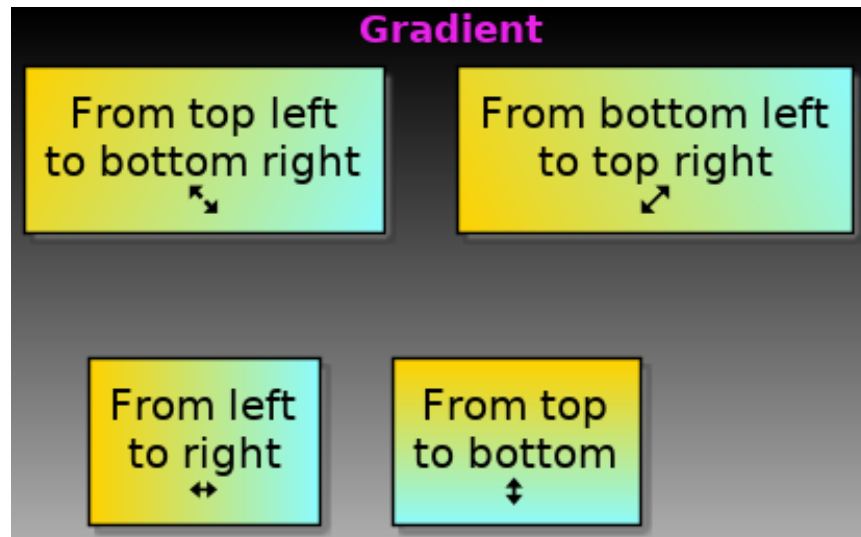 Gradient
From top left
to bottom right
⤡
From bottom left
to top right
⤢
From left
to right
↔
From top
to bottom
↕